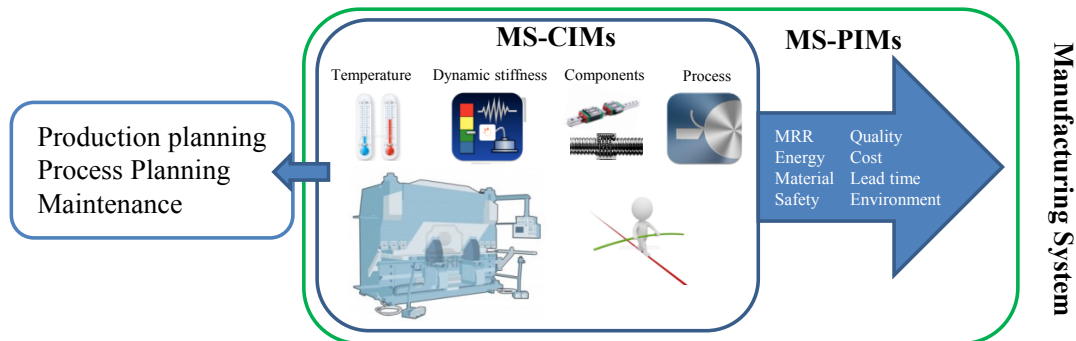 MS-CIMs
MS-PIMs
Temperature
Dynamic stiffness
Components
Process
Production planning
Process Planning
Maintenance
MRR
Quality
Energy
Cost
Material
Lead time
Safety
Environment
Manufacturing System